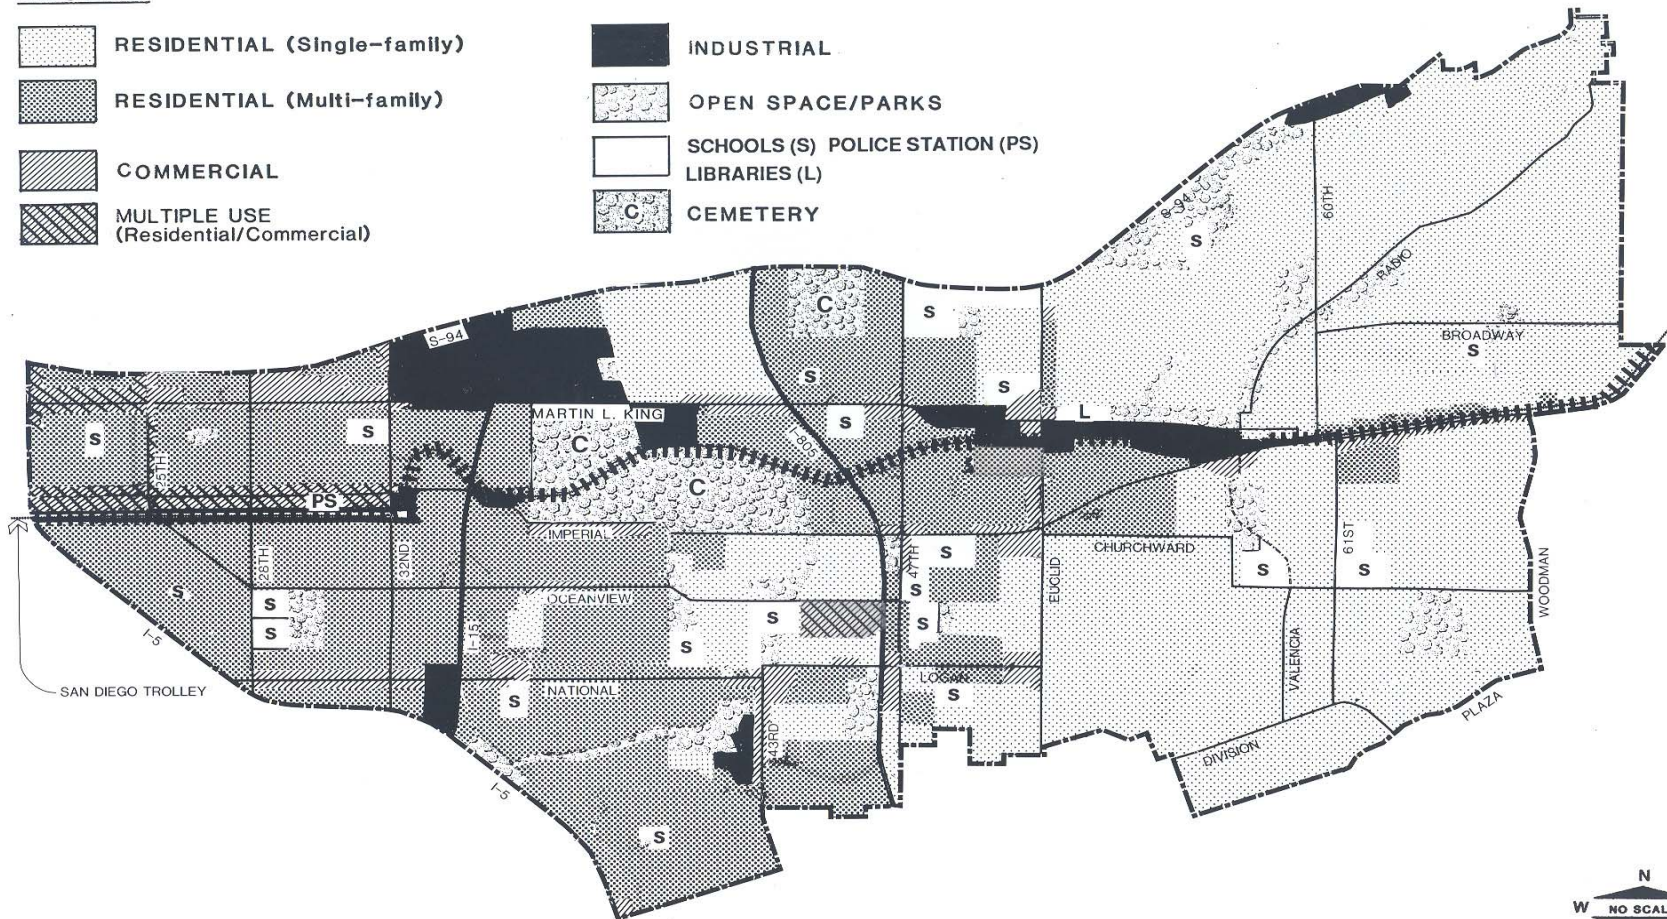 RESIDENTIAL (Single-family)
RESIDENTIAL (Multi-family)
COMMERCIAL
MULTIPLE USE
(Residential/Commercial)
INDUSTRIAL
OPEN SPACE/PARKS
SCHOOLS (S) POLICE STATION (PS)
LIBRARIES (L)
C
CEMETERY
S-94
60TH
S
RADIO
C
S
S-94
BROADWAY
S
S
S
MARTIN L. KING
L
S
S
S
C
I-805
25TH
C
PS
IMPERIAL
CHURCHWARD
61ST
S
28TH
32ND
47TH
EUCLID
S
S
WOODMAN
S
S
S
OCEANVIEW
S
S
S
I-15
S
I-5
VALENCIA
SAN DIEGO TROLLEY
NATIONAL
LOGAN
S
S
PLAZA
43RD
DIVISION
I-5
S
N
W
NO SCAL